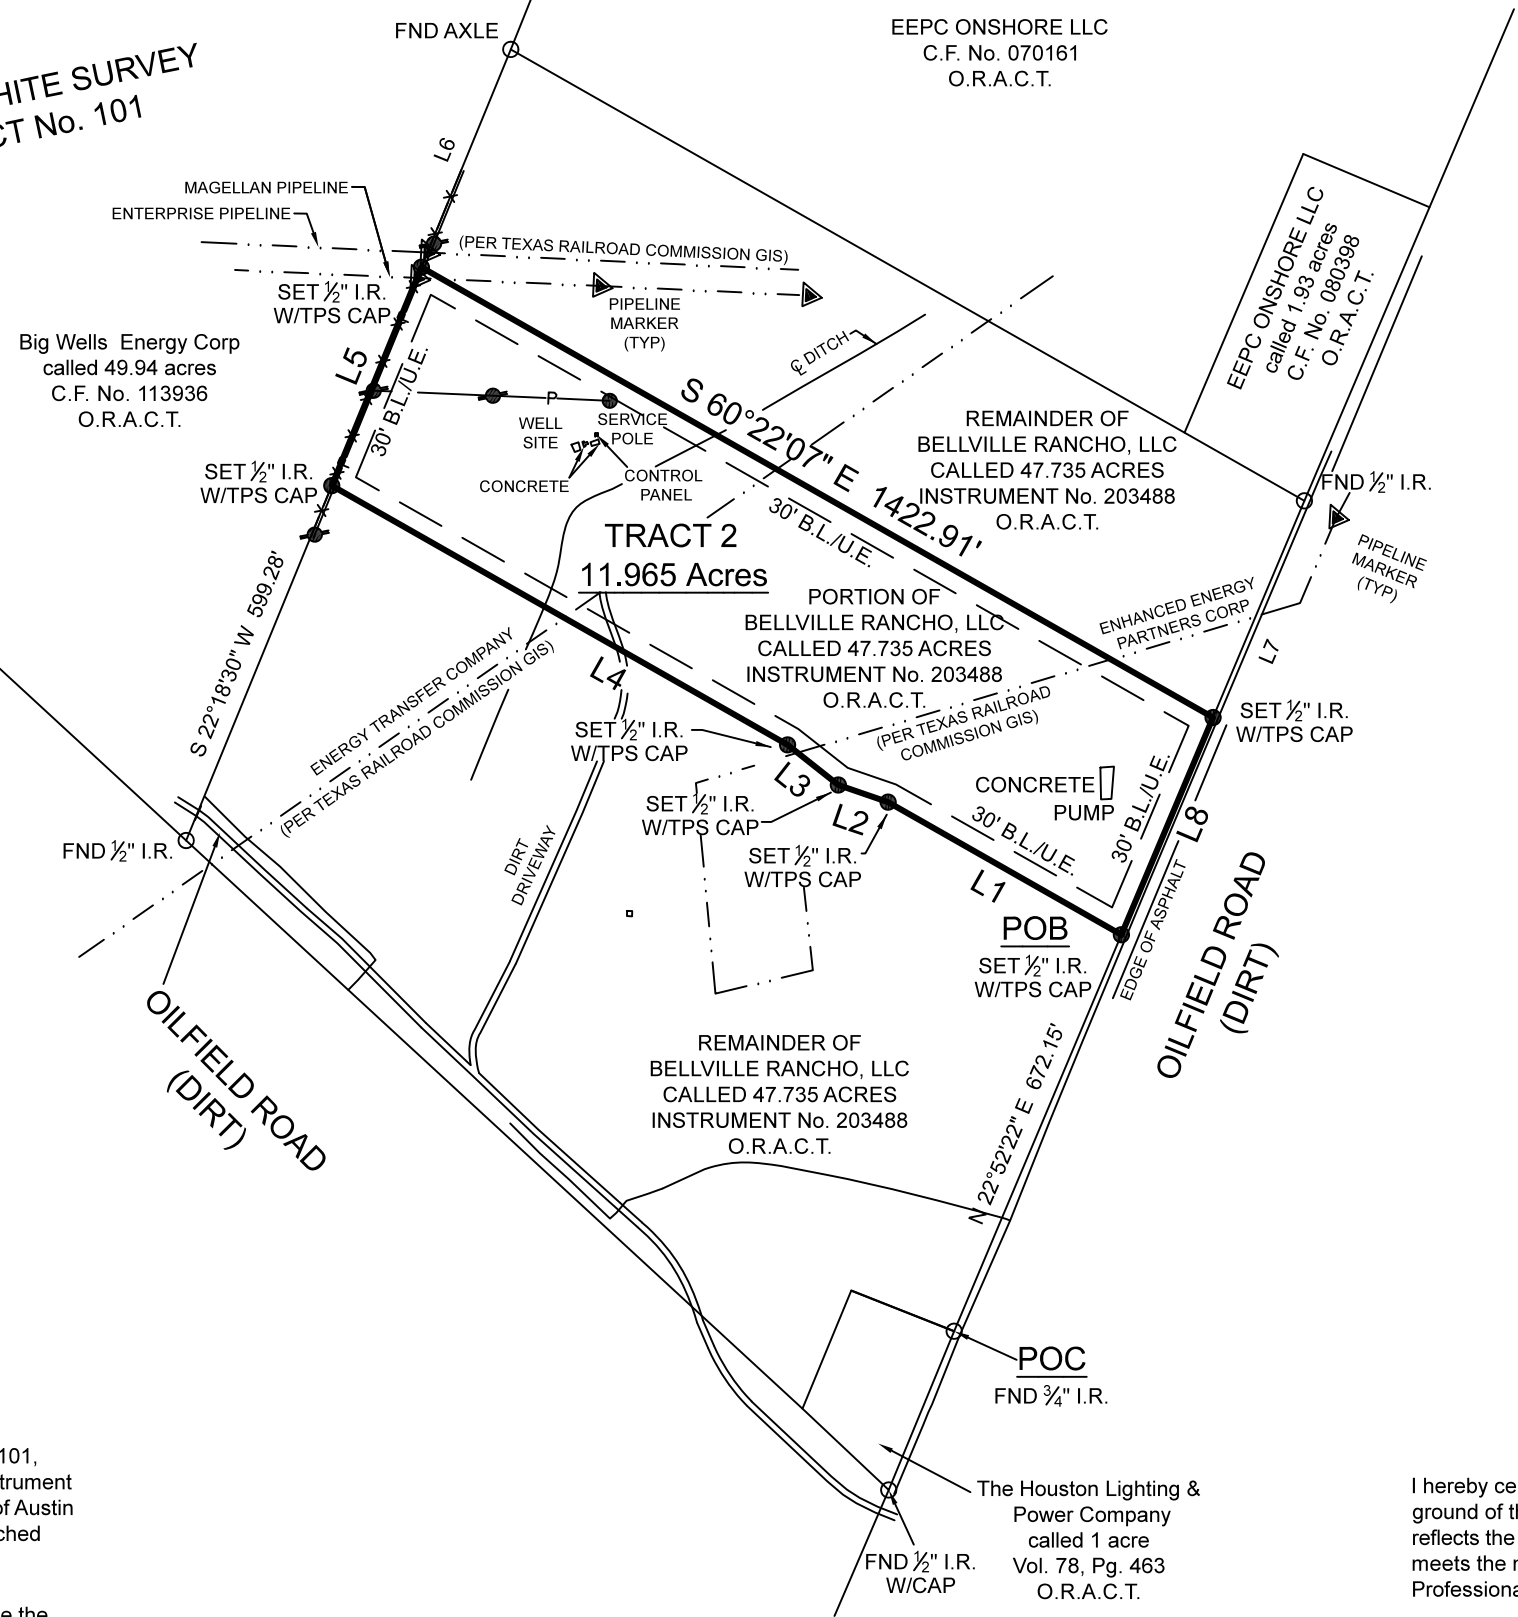 FND AXLE
EEPC ONSHORE LLC
C.F. No. 070161
O.R.A.C.T.
HITE SURVEY
CT No. 101
L6
MAGELLAN PIPELINE
ENTERPRISE PIPELINE
(PER TEXAS RAILROAD COMMISSION GIS)
SET ½" I.R.
W/TPS CAP
PIPELINE
MARKER
(TYP)
EEPC ONSHORE LLC
called 1.93 acres
C.F. No. 080398
O.R.A.C.T.
Big Wells Energy Corp
called 49.94 acres
C.F. No. 113936
O.R.A.C.T.
L5
30' B.L./U.E.
℄ DITCH
S 60°22'07" E 1422.91'
P
WELL
SITE
SERVICE
POLE
CONCRETE
CONTROL
PANEL
REMAINDER OF
BELLVILLE RANCHO, LLC
CALLED 47.735 ACRES
INSTRUMENT No. 203488
O.R.A.C.T.
SET ½" I.R.
W/TPS CAP
FND ½" I.R.
30' B.L./U.E.
TRACT 2
11.965 Acres
PIPELINE
MARKER
(TYP)
S 22°18'30" W 599.28'
PORTION OF
BELLVILLE RANCHO, LLC
CALLED 47.735 ACRES
INSTRUMENT No. 203488
O.R.A.C.T.
ENHANCED ENERGY
PARTNERS CORP
L7
ENERGY TRANSFER COMPANY
(PER TEXAS RAILROAD COMMISSION GIS)
L4
(PER TEXAS RAILROAD
COMMISSION GIS)
SET ½" I.R.
W/TPS CAP
SET ½" I.R.
W/TPS CAP
L3
CONCRETE
PUMP
30' B.L./U.E.
L8
SET ½" I.R.
W/TPS CAP
L2
30' B.L./U.E.
FND ½" I.R.
SET ½" I.R.
W/TPS CAP
DIRT
DRIVEWAY
L1
EDGE OF ASPHALT
POB
SET ½" I.R.
W/TPS CAP
OILFIELD ROAD
(DIRT)
OILFIELD ROAD
(DIRT)
REMAINDER OF
BELLVILLE RANCHO, LLC
CALLED 47.735 ACRES
INSTRUMENT No. 203488
O.R.A.C.T.
N 22°52'22" E 672.15'
POC
FND ¾" I.R.
101,
trument
of Austin
ched
e the
The Houston Lighting &
Power Company
called 1 acre
Vol. 78, Pg. 463
O.R.A.C.T.
FND ½" I.R.
W/CAP
I hereby ce
ground of th
reflects the
meets the m
Professiona